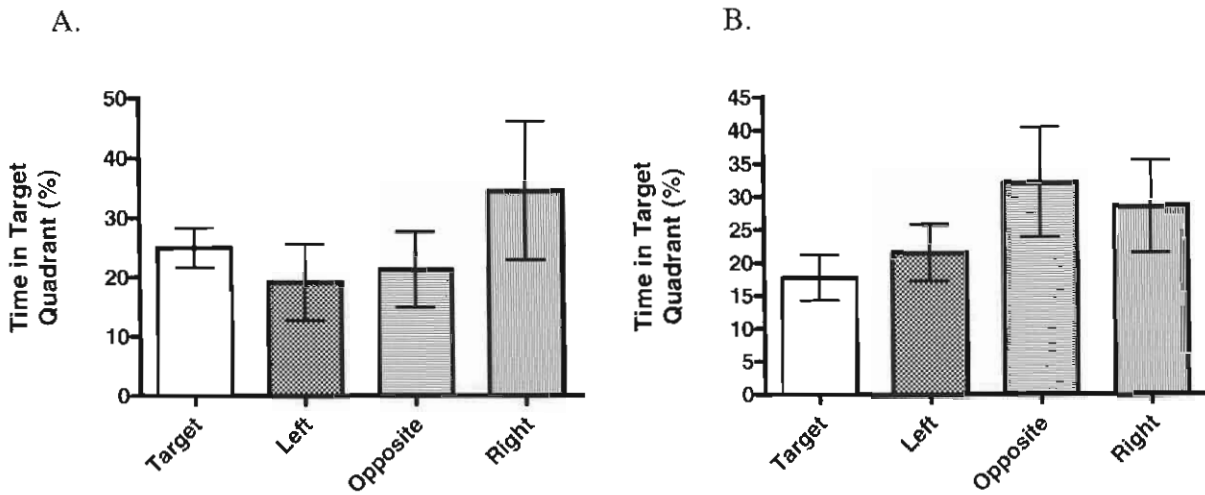 A.
Time in Target
Quadrant (%)
50
40
30
20
10
0
Target
Left
Opposite
Right
B.
Time in Target
Quadrant (%)
45
40
35
30
25
20
15
10
5
0
Target
Left
Opposite
Right